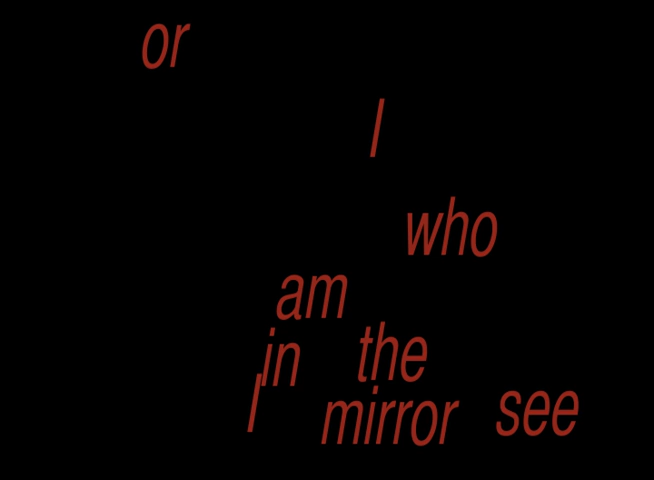 or
I
who
am
in the
I mirror see